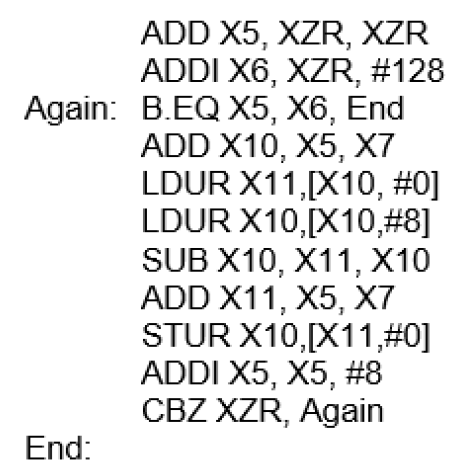 ADD X5, XZR, XZR
ADDI X6, XZR, #128
Again: B.EQ X5, X6, End
ADD X10, X5, X7
LDUR X11,[X10, #0]
LDUR X10,[X10,#8]
SUB X10, X11, X10
ADD X11, X5, X7
STUR X10,[X11,#0]
ADDI X5, X5, #8
CBZ XZR, Again
End: